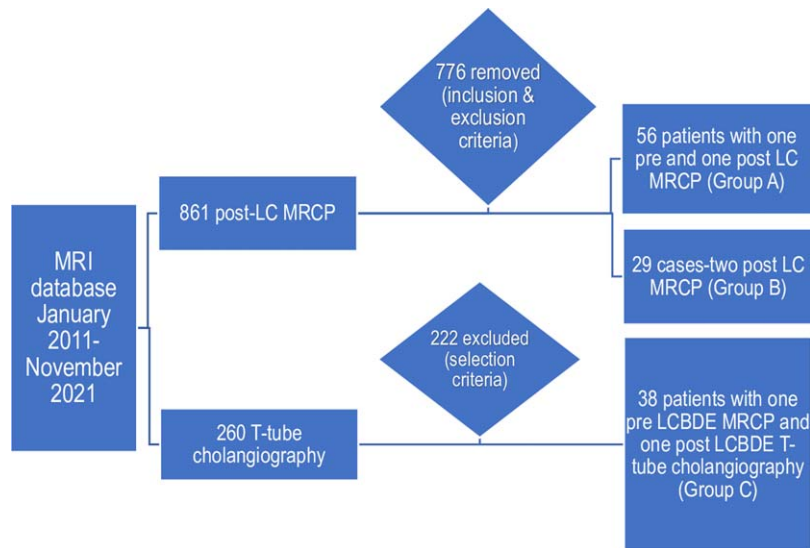 MRI
database
January
2011-
November
2021
861 post-LC MRCP
260 T-tube
cholangiography
776 removed
(inclusion &
exclusion
criteria)
222 excluded
(selection
criteria)
56 patients with one
pre and one post LC
MRCP (Group A)
29 cases-two post LC
MRCP (Group B)
38 patients with one
pre LCBDE MRCP and
one post LCBDE T-
tube cholangiography
(Group C)